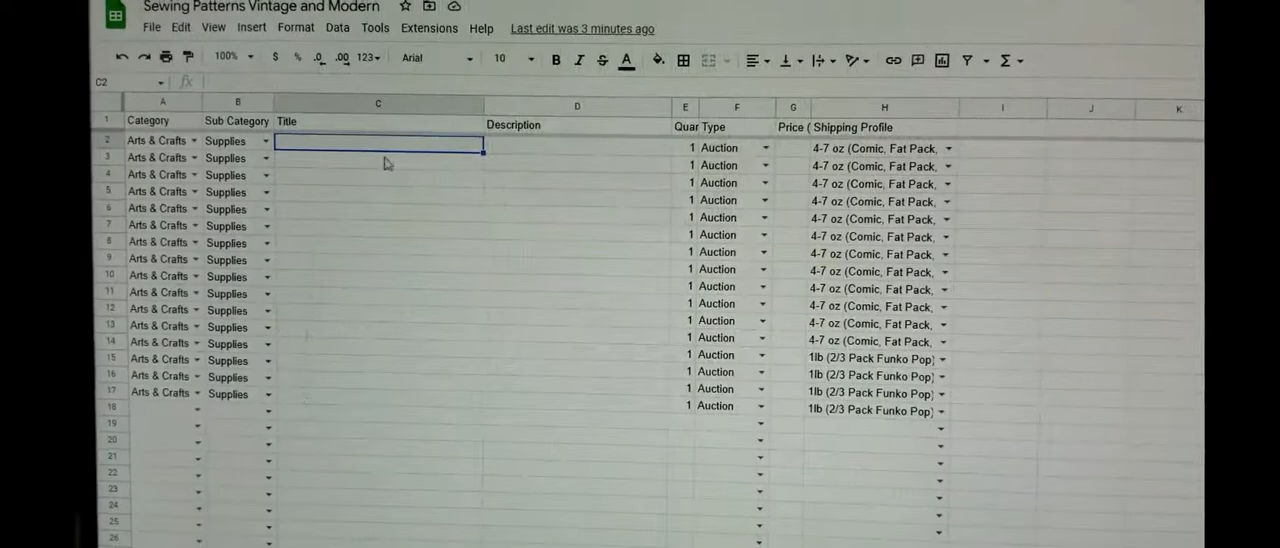 Sewing Patterns Vintage and Modern
File Edit View Insert Format Data Tools Extensions Help Last edit was 3 minutes ago
100% $ % .0 .00 123 Arial 10 B I S A Σ
C2 fx
A B C D E F G H I J K
1 Category Sub Category Title Description Quar Type Price ( Shipping Profile
2 Arts & Crafts Supplies 1 Auction 4-7 oz (Comic, Fat Pack,
3 Arts & Crafts Supplies 1 Auction 4-7 oz (Comic, Fat Pack,
4 Arts & Crafts Supplies 1 Auction 4-7 oz (Comic, Fat Pack,
5 Arts & Crafts Supplies 1 Auction 4-7 oz (Comic, Fat Pack,
6 Arts & Crafts Supplies 1 Auction 4-7 oz (Comic, Fat Pack,
7 Arts & Crafts Supplies 1 Auction 4-7 oz (Comic, Fat Pack,
8 Arts & Crafts Supplies 1 Auction 4-7 oz (Comic, Fat Pack,
9 Arts & Crafts Supplies 1 Auction 4-7 oz (Comic, Fat Pack,
10 Arts & Crafts Supplies 1 Auction 4-7 oz (Comic, Fat Pack,
11 Arts & Crafts Supplies 1 Auction 4-7 oz (Comic, Fat Pack,
12 Arts & Crafts Supplies 1 Auction 4-7 oz (Comic, Fat Pack,
13 Arts & Crafts Supplies 1 Auction 4-7 oz (Comic, Fat Pack,
14 Arts & Crafts Supplies 1 Auction 1lb (2/3 Pack Funko Pop)
15 Arts & Crafts Supplies 1 Auction 1lb (2/3 Pack Funko Pop)
16 Arts & Crafts Supplies 1 Auction 1lb (2/3 Pack Funko Pop)
17 Arts & Crafts Supplies 1 Auction 1lb (2/3 Pack Funko Pop)
18
19
20
21
22
23
24
25
26